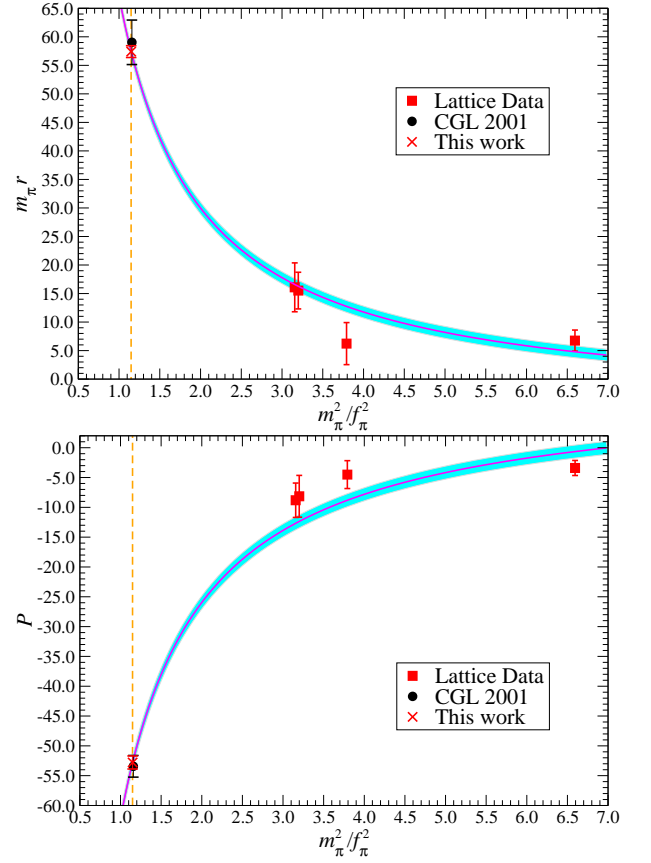 65.0
60.0
55.0
50.0
45.0
40.0
35.0
30.0
25.0
20.0
15.0
10.0
5.0
0.0
m_π r
Lattice Data
CGL 2001
This work
0.5 1.0 1.5 2.0 2.5 3.0 3.5 4.0 4.5 5.0 5.5 6.0 6.5 7.0
m_π^2/f_π^2
0.0
-5.0
-10.0
-15.0
-20.0
-25.0
-30.0
-35.0
-40.0
-45.0
-50.0
-55.0
-60.0
P
Lattice Data
CGL 2001
This work
0.5 1.0 1.5 2.0 2.5 3.0 3.5 4.0 4.5 5.0 5.5 6.0 6.5 7.0
m_π^2/f_π^2